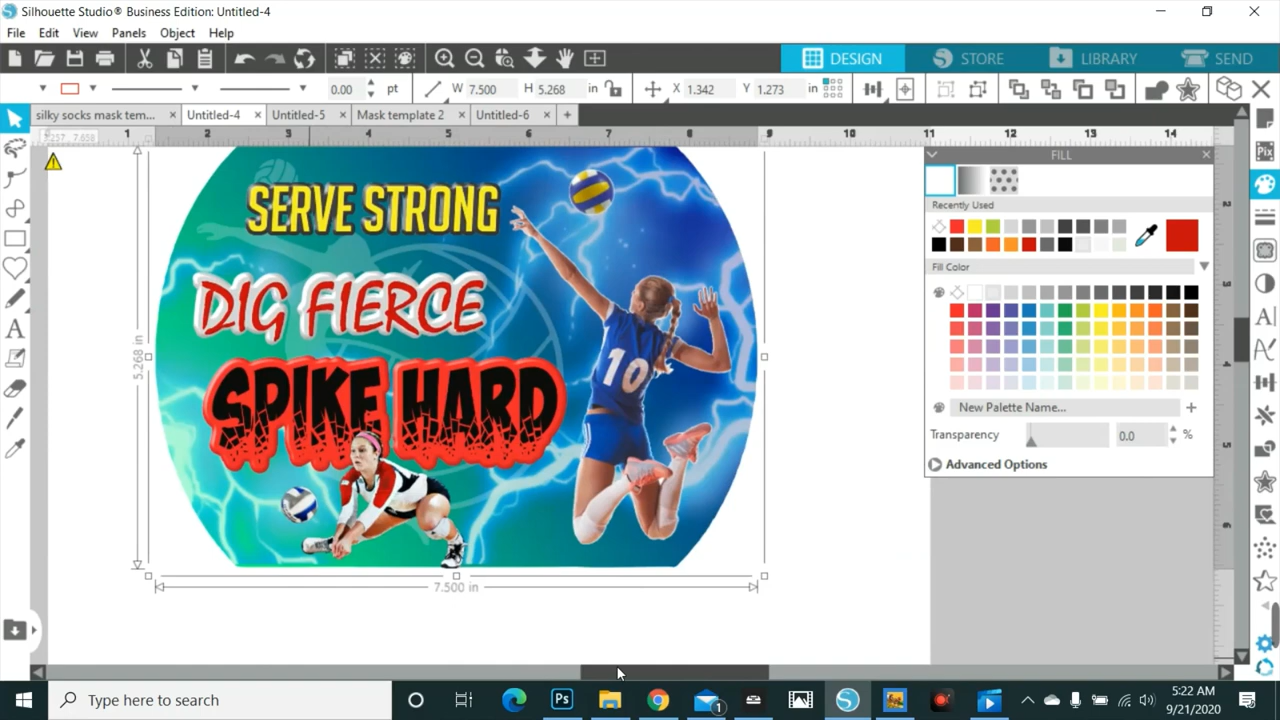 Silhouette Studio® Business Edition: Untitled-4
File Edit View Panels Object Help
DESIGN STORE LIBRARY SEND
0.00 pt W 7.500 H 5.268 in X 1.342 Y 1.273 in
silky socks mask tem... Untitled-4 Untitled-5 Mask template 2 Untitled-6
1 2 3 4 5 6 7 8 9 10 11 12 13 14
FILL
Pix
Recently Used
SERVE STRONG
Fill Color
DIG FIERCE
5.268 in
10
SPIKE HARD
New Palette Name...
Transparency 0.0 %
Advanced Options
7.500 in
Type here to search
Ps
1
5:22 AM
9/21/2020